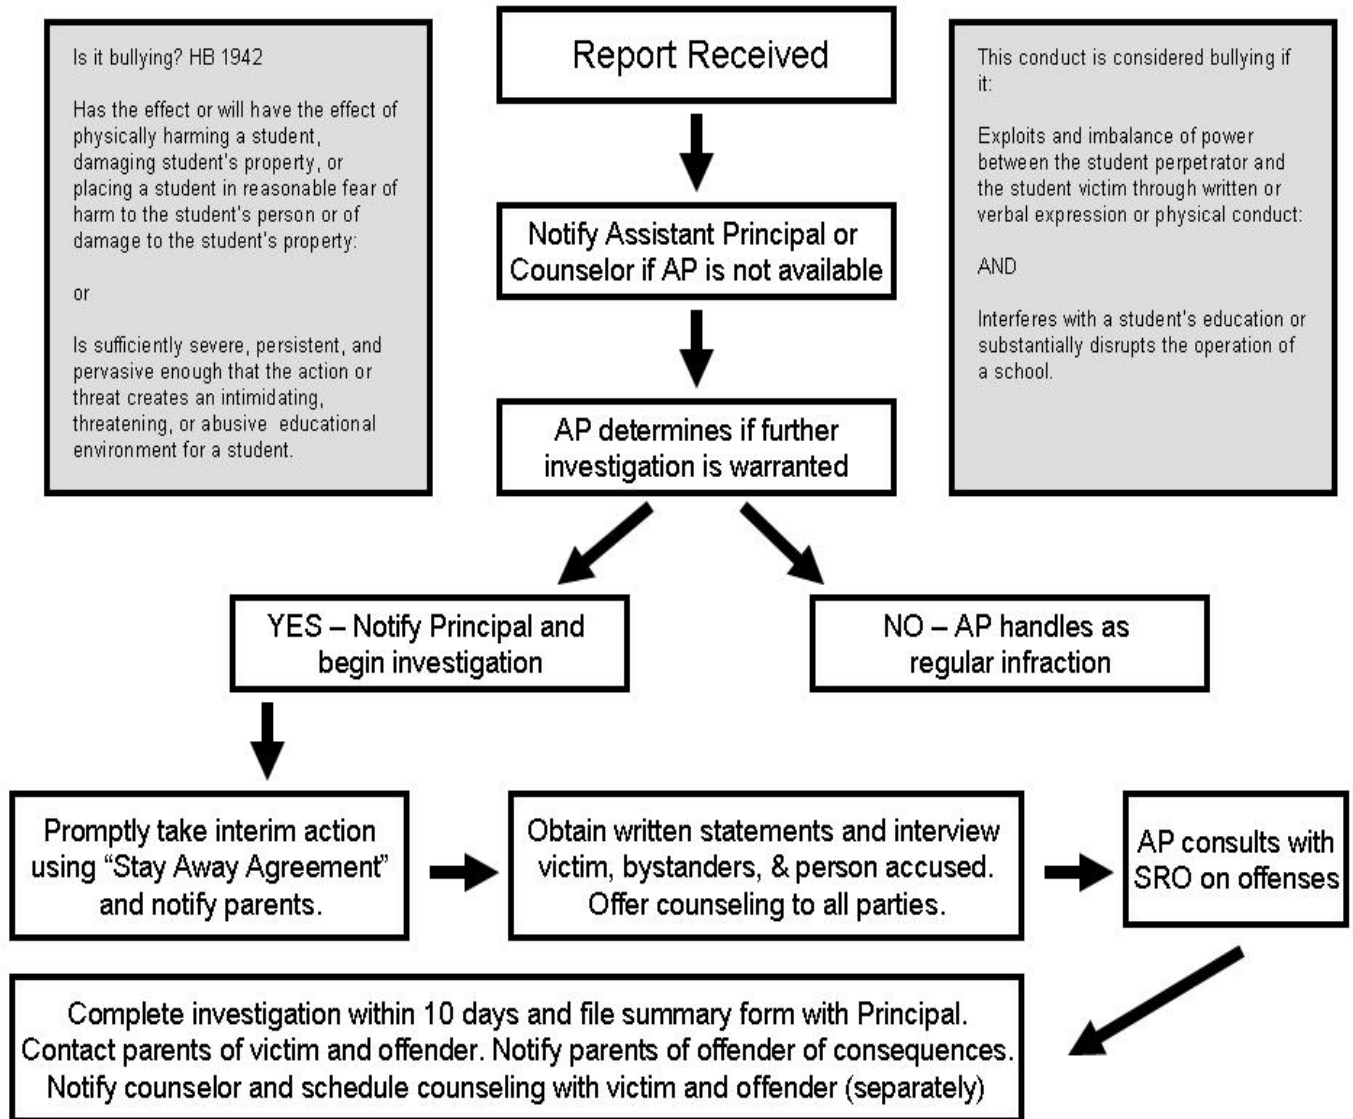 Is it bullying? HB 1942
Has the effect or will have the effect of
physically harming a student,
damaging student's property, or
placing a student in reasonable fear of
harm to the student's person or of
damage to the student's property:
or
Is sufficiently severe, persistent, and
pervasive enough that the action or
threat creates an intimidating,
threatening, or abusive educational
environment for a student.
Report Received
This conduct is considered bullying if
it:
Exploits and imbalance of power
between the student perpetrator and
the student victim through written or
verbal expression or physical conduct:
AND
Interferes with a student's education or
substantially disrupts the operation of
a school.
Notify Assistant Principal or
Counselor if AP is not available
AP determines if further
investigation is warranted
YES – Notify Principal and
begin investigation
NO – AP handles as
regular infraction
Promptly take interim action
using “Stay Away Agreement”
and notify parents.
Obtain written statements and interview
victim, bystanders, & person accused.
Offer counseling to all parties.
AP consults with
SRO on offenses
Complete investigation within 10 days and file summary form with Principal.
Contact parents of victim and offender. Notify parents of offender of consequences.
Notify counselor and schedule counseling with victim and offender (separately)